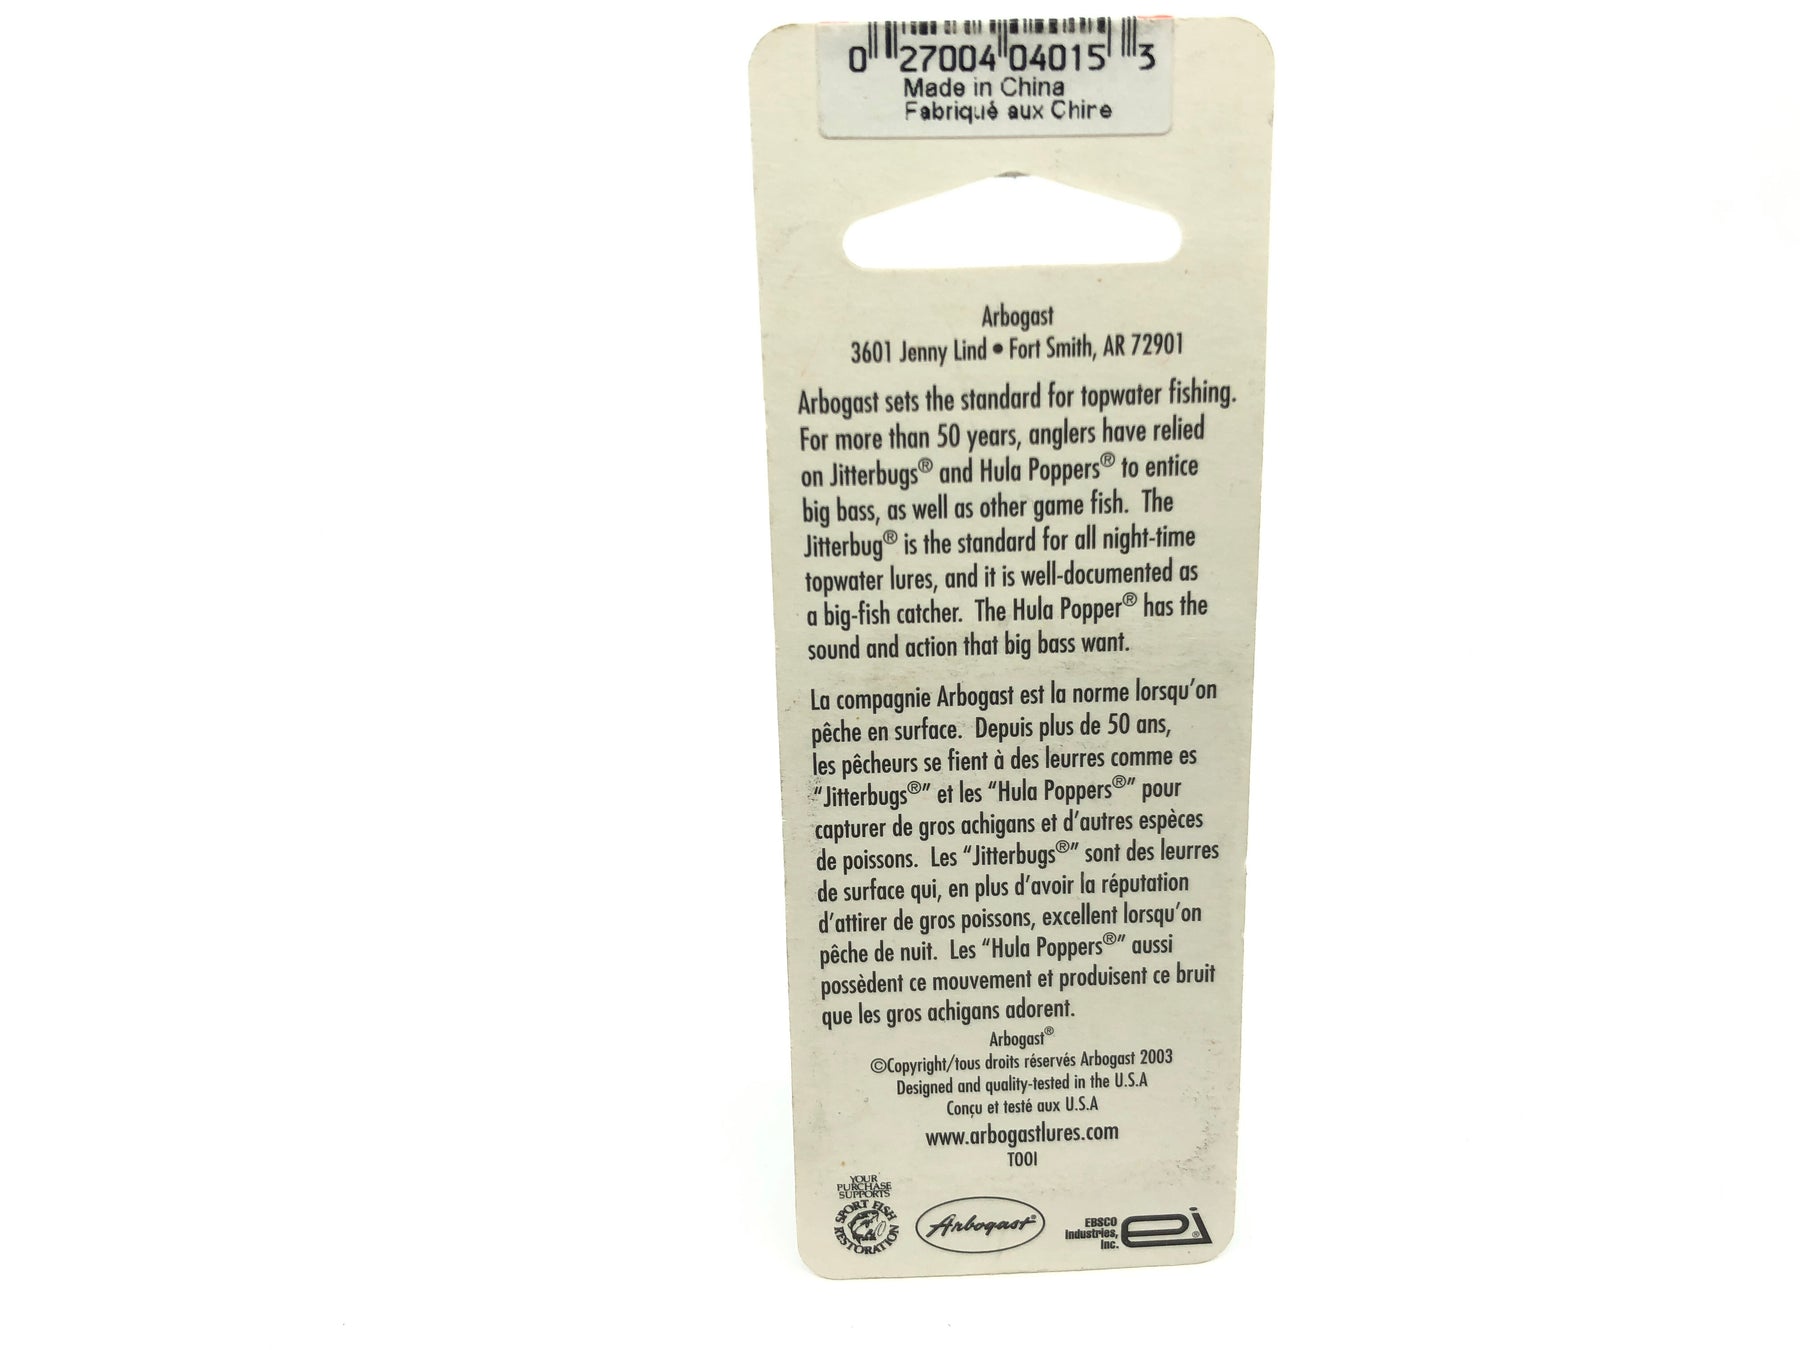 0 27004 04015 3
Made in China
Fabriqué aux Chire
Arbogast
3601 Jenny Lind • Fort Smith, AR 72901
Arbogast sets the standard for topwater fishing.
For more than 50 years, anglers have relied
on Jitterbugs® and Hula Poppers® to entice
big bass, as well as other game fish. The
Jitterbug® is the standard for all night-time
topwater lures, and it is well-documented as
a big-fish catcher. The Hula Popper® has the
sound and action that big bass want.
La compagnie Arbogast est la norme lorsqu’on
pêche en surface. Depuis plus de 50 ans,
les pêcheurs se fient à des leurres comme es
“Jitterbugs®” et les “Hula Poppers®” pour
capturer de gros achigans et d’autres espèces
de poissons. Les “Jitterbugs®” sont des leurres
de surface qui, en plus d’avoir la réputation
d’attirer de gros poissons, excellent lorsqu’on
pêche de nuit. Les “Hula Poppers®” aussi
possèdent ce mouvement et produisent ce bruit
que les gros achigans adorent.
Arbogast®
©Copyright/tous droits réservés Arbogast 2003
Designed and quality-tested in the U.S.A
Conçu et testé aux U.S.A
www.arbogastlures.com
T00I
YOUR
PURCHASE
SUPPORTS
SPORT FISH
RESTORATION
Arbogast®
EBSCO
Industries,
Inc.
ei®